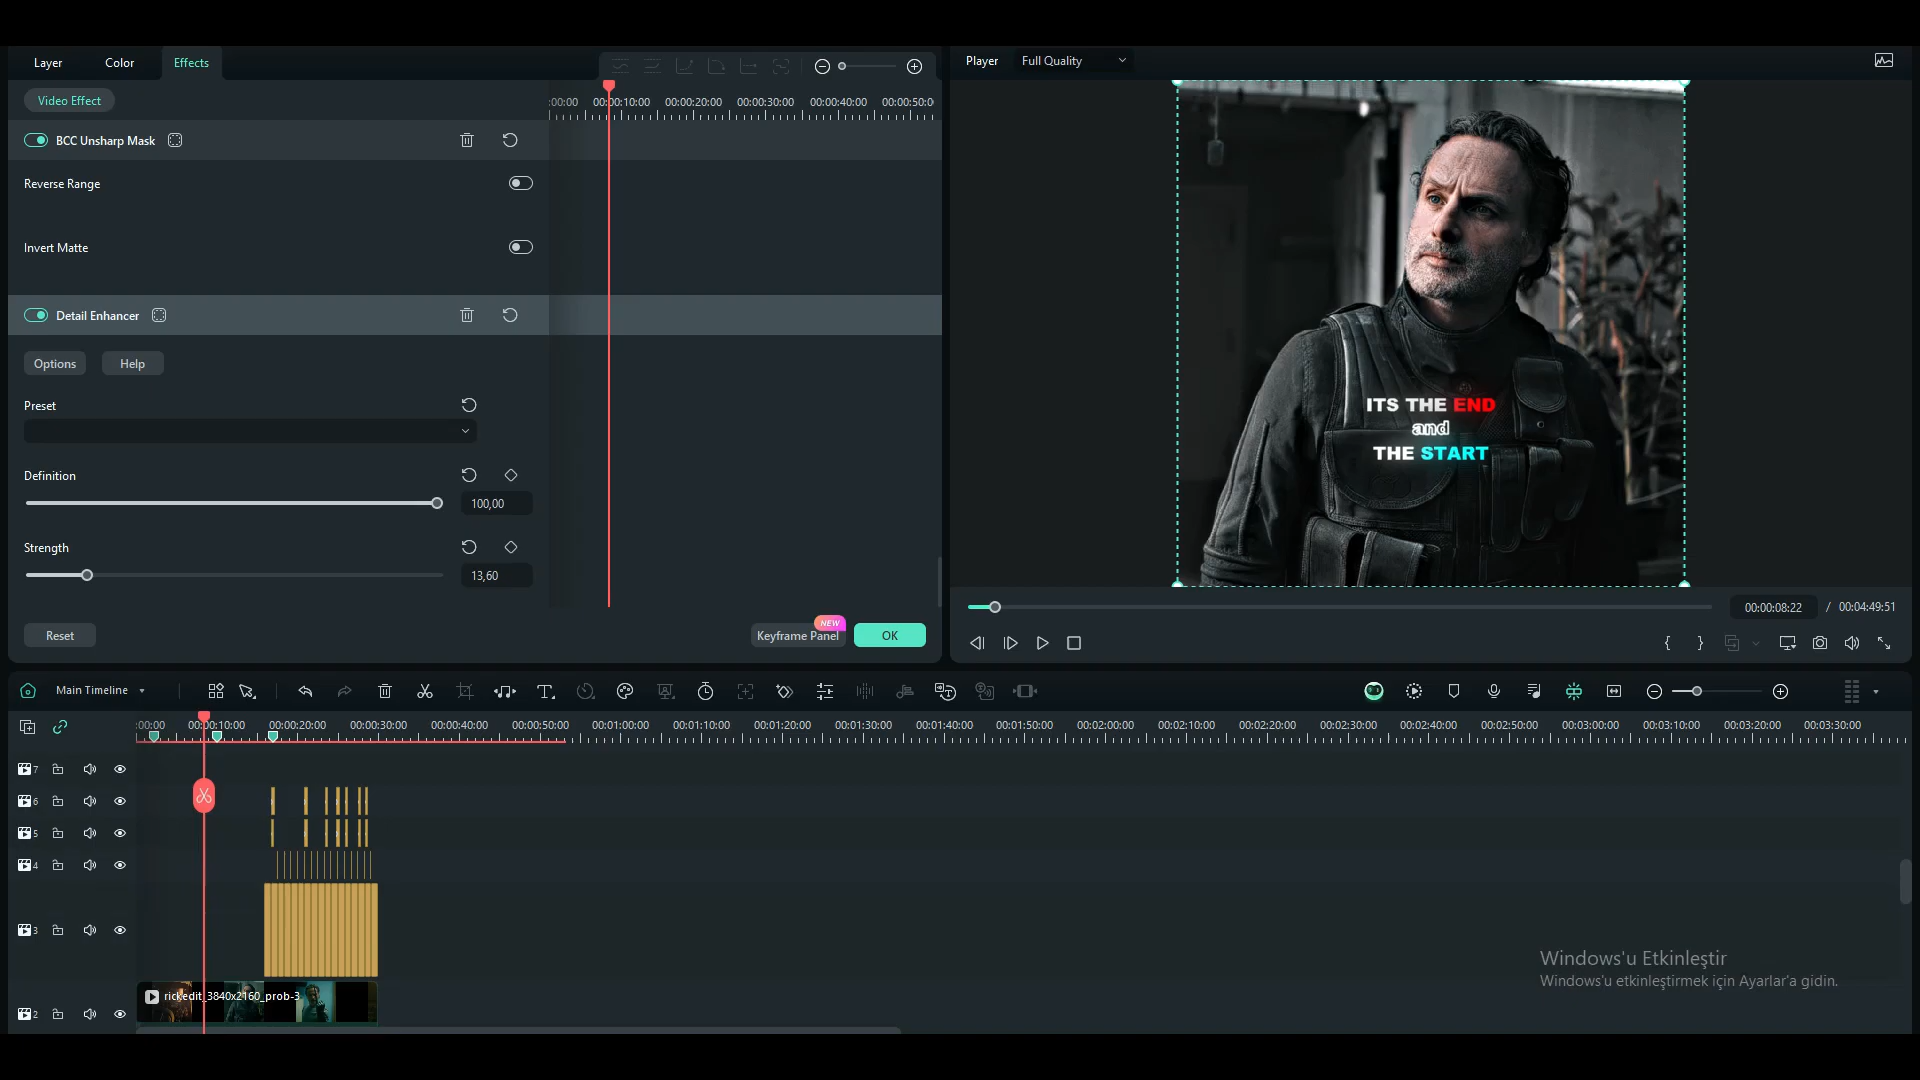 Layer Color Effects
Player Full Quality
Video Effect
:00:00 00:00:10:00 00:00:20:00 00:00:30:00 00:00:40:00 00:00:50:0
BCC Unsharp Mask
Reverse Range
Invert Matte
Detail Enhancer
Options Help
Preset
Definition
100,00
Strength
13,60
Reset
NEW
Keyframe Panel OK
ITS THE END
and
THE START
00:00:08:22 / 00:04:49:51
Main Timeline
:00:00 00:00:10:00 00:00:20:00 00:00:30:00 00:00:40:00 00:00:50:00 00:01:00:00 00:01:10:00 00:01:20:00 00:01:30:00 00:01:40:00 00:01:50:00 00:02:00:00 00:02:10:00 00:02:20:00 00:02:30:00 00:02:40:00 00:02:50:00 00:03:00:00 00:03:10:00 00:03:20:00 00:03:30:00
7
6
5
4
3
rickedit_3840x2160_prob-3
2
Windows'u Etkinleştir
Windows'u etkinleştirmek için Ayarlar'a gidin.